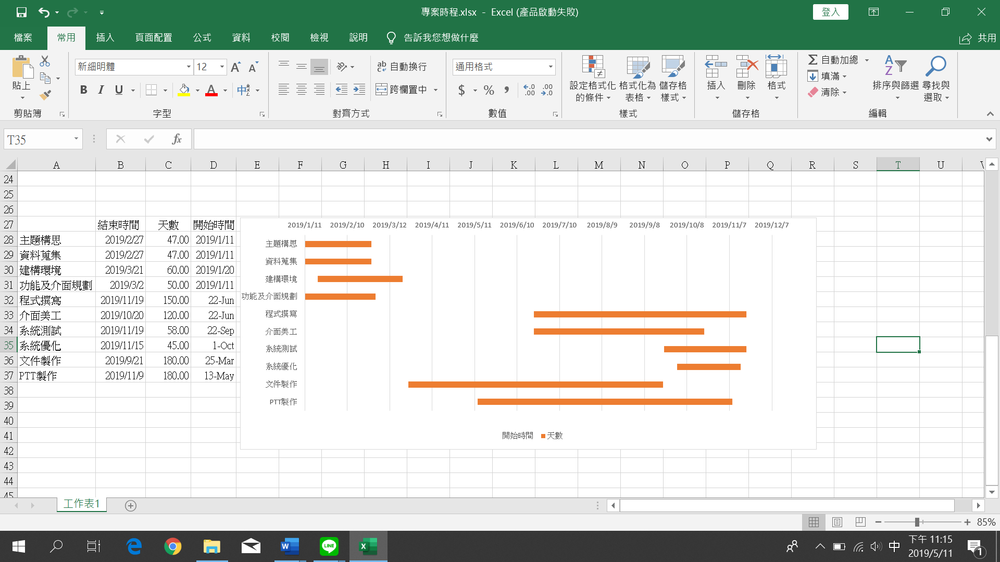 專案時程.xlsx - Excel (產品啟動失敗)
登入
檔案 常用 插入 頁面配置 公式 資料 校閱 檢視 說明 告訴我您想做什麼 共用
貼上
剪貼簿
新細明體 12
B I U A 中
字型
自動換行
跨欄置中
對齊方式
通用格式
$ % ,
數值
設定格式化的條件
格式化為表格
儲存格樣式
樣式
插入 刪除 格式
儲存格
Σ 自動加總
填滿
清除
排序與篩選
尋找與選取
編輯
T35 fx
A B C D E F G H I J K L M N O P Q R S T U
24
25
26
27 結束時間 天數 開始時間
28 主題構思 2019/2/27 47.00 2019/1/11
29 資料蒐集 2019/2/27 47.00 2019/1/11
30 建構環境 2019/3/21 60.00 2019/1/20
31 功能及介面規劃 2019/3/2 50.00 2019/1/11
32 程式撰寫 2019/11/19 150.00 22-Jun
33 介面美工 2019/10/20 120.00 22-Jun
34 系統測試 2019/11/19 58.00 22-Sep
35 系統優化 2019/11/15 45.00 1-Oct
36 文件製作 2019/9/21 180.00 25-Mar
37 PTT製作 2019/11/9 180.00 13-May
38
39
40
41
42
43
44
45
2019/1/11 2019/2/10 2019/3/12 2019/4/11 2019/5/11 2019/6/10 2019/7/10 2019/8/9 2019/9/8 2019/10/8 2019/11/7 2019/12/7
主題構思
資料蒐集
建構環境
功能及介面規劃
程式撰寫
介面美工
系統測試
系統優化
文件製作
PTT製作
開始時間 天數
工作表1
85%
LINE
中
下午 11:15
2019/5/11
1